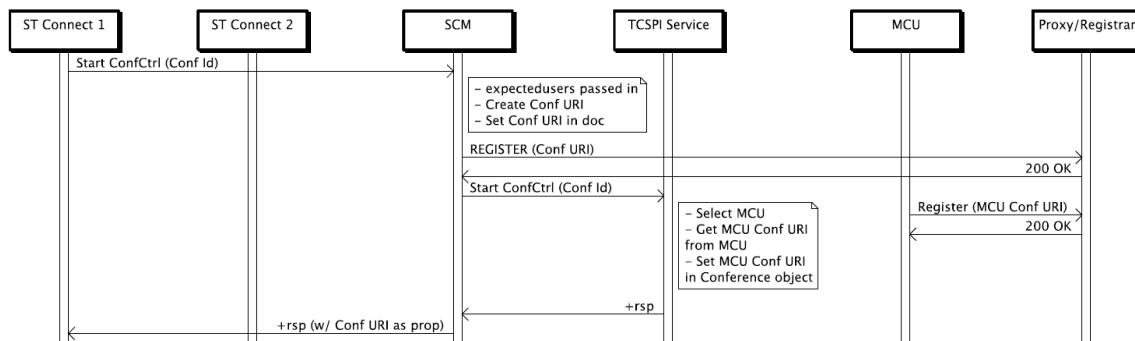 ST Connect 1
ST Connect 2
SCM
TCSPI Service
MCU
Proxy/Registrar
Start ConfCtrl (Conf Id)
– expectedusers passed in
– Create Conf URI
– Set Conf URI in doc
REGISTER (Conf URI)
200 OK
Start ConfCtrl (Conf Id)
– Select MCU
– Get MCU Conf URI
from MCU
– Set MCU Conf URI
in Conference object
Register (MCU Conf URI)
200 OK
+rsp
+rsp (w/ Conf URI as prop)